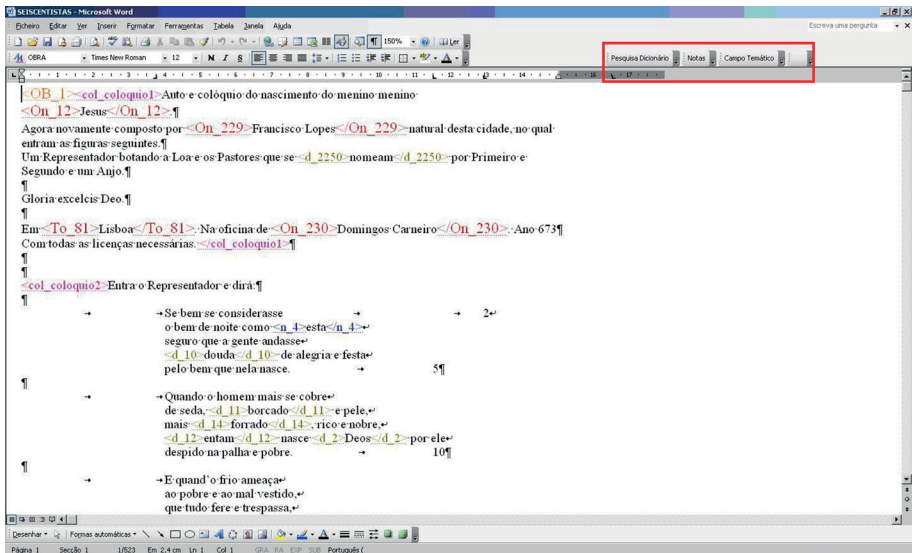 SEISCENTISTAS - Microsoft Word
Ficheiro Editar Ver Inserir Formatar Ferramentas Tabela Janela Ajuda Escreva uma pergunta
150% Ler
OBRA Times New Roman 12 N I S Pesquisa Dicionário Notas Campo Temático
<OB_1><col_coloquio1>Auto e colóquio do nascimento do menino menino
<On_12>Jesus</On_12>.¶
Agora novamente composto por <On_229>Francisco Lopes</On_229> natural desta cidade, no qual
entram as figuras seguintes.¶
Um Representador botando a Loa e os Pastores que se <d_2250>nomeam</d_2250> por Primeiro e
Segundo e um Anjo.¶
¶
Gloria excelcis Deo.¶
¶
Em <To_81>Lisboa</To_81>. Na oficina de <On_230>Domingos Carneiro</On_230>. Ano 673¶
Com todas as licenças necessárias. </col_coloquio1>¶
¶
¶
<col_coloquio2>Entra o Representador e dirá:¶
¶
→ → Se bem se considerasse → → 2↵
o bem de noite como <n_4>esta</n_4>↵
seguro que a gente andasse↵
<d_10>douda</d_10> de alegria e festa↵
pelo bem que nela nasce. → 5¶
¶
→ → Quando o homem mais se cobre↵
de seda, <d_11>borcado</d_11> e pele,↵
mais <d_14>forrado</d_14>, rico e nobre,↵
<d_12>entam</d_12> nasce <d_2>Deos</d_2> por ele↵
despido na palha e pobre. → 10¶
¶
→ → E quand`o frio ameaça↵
ao pobre e ao mal vestido,↵
que tudo fere e trespassa,↵
Desenhar Formas automáticas
Página 1 Secção 1 1/523 Em 2,4 cm Ln 1 Col 1 GRA RA EXP SUB Português (